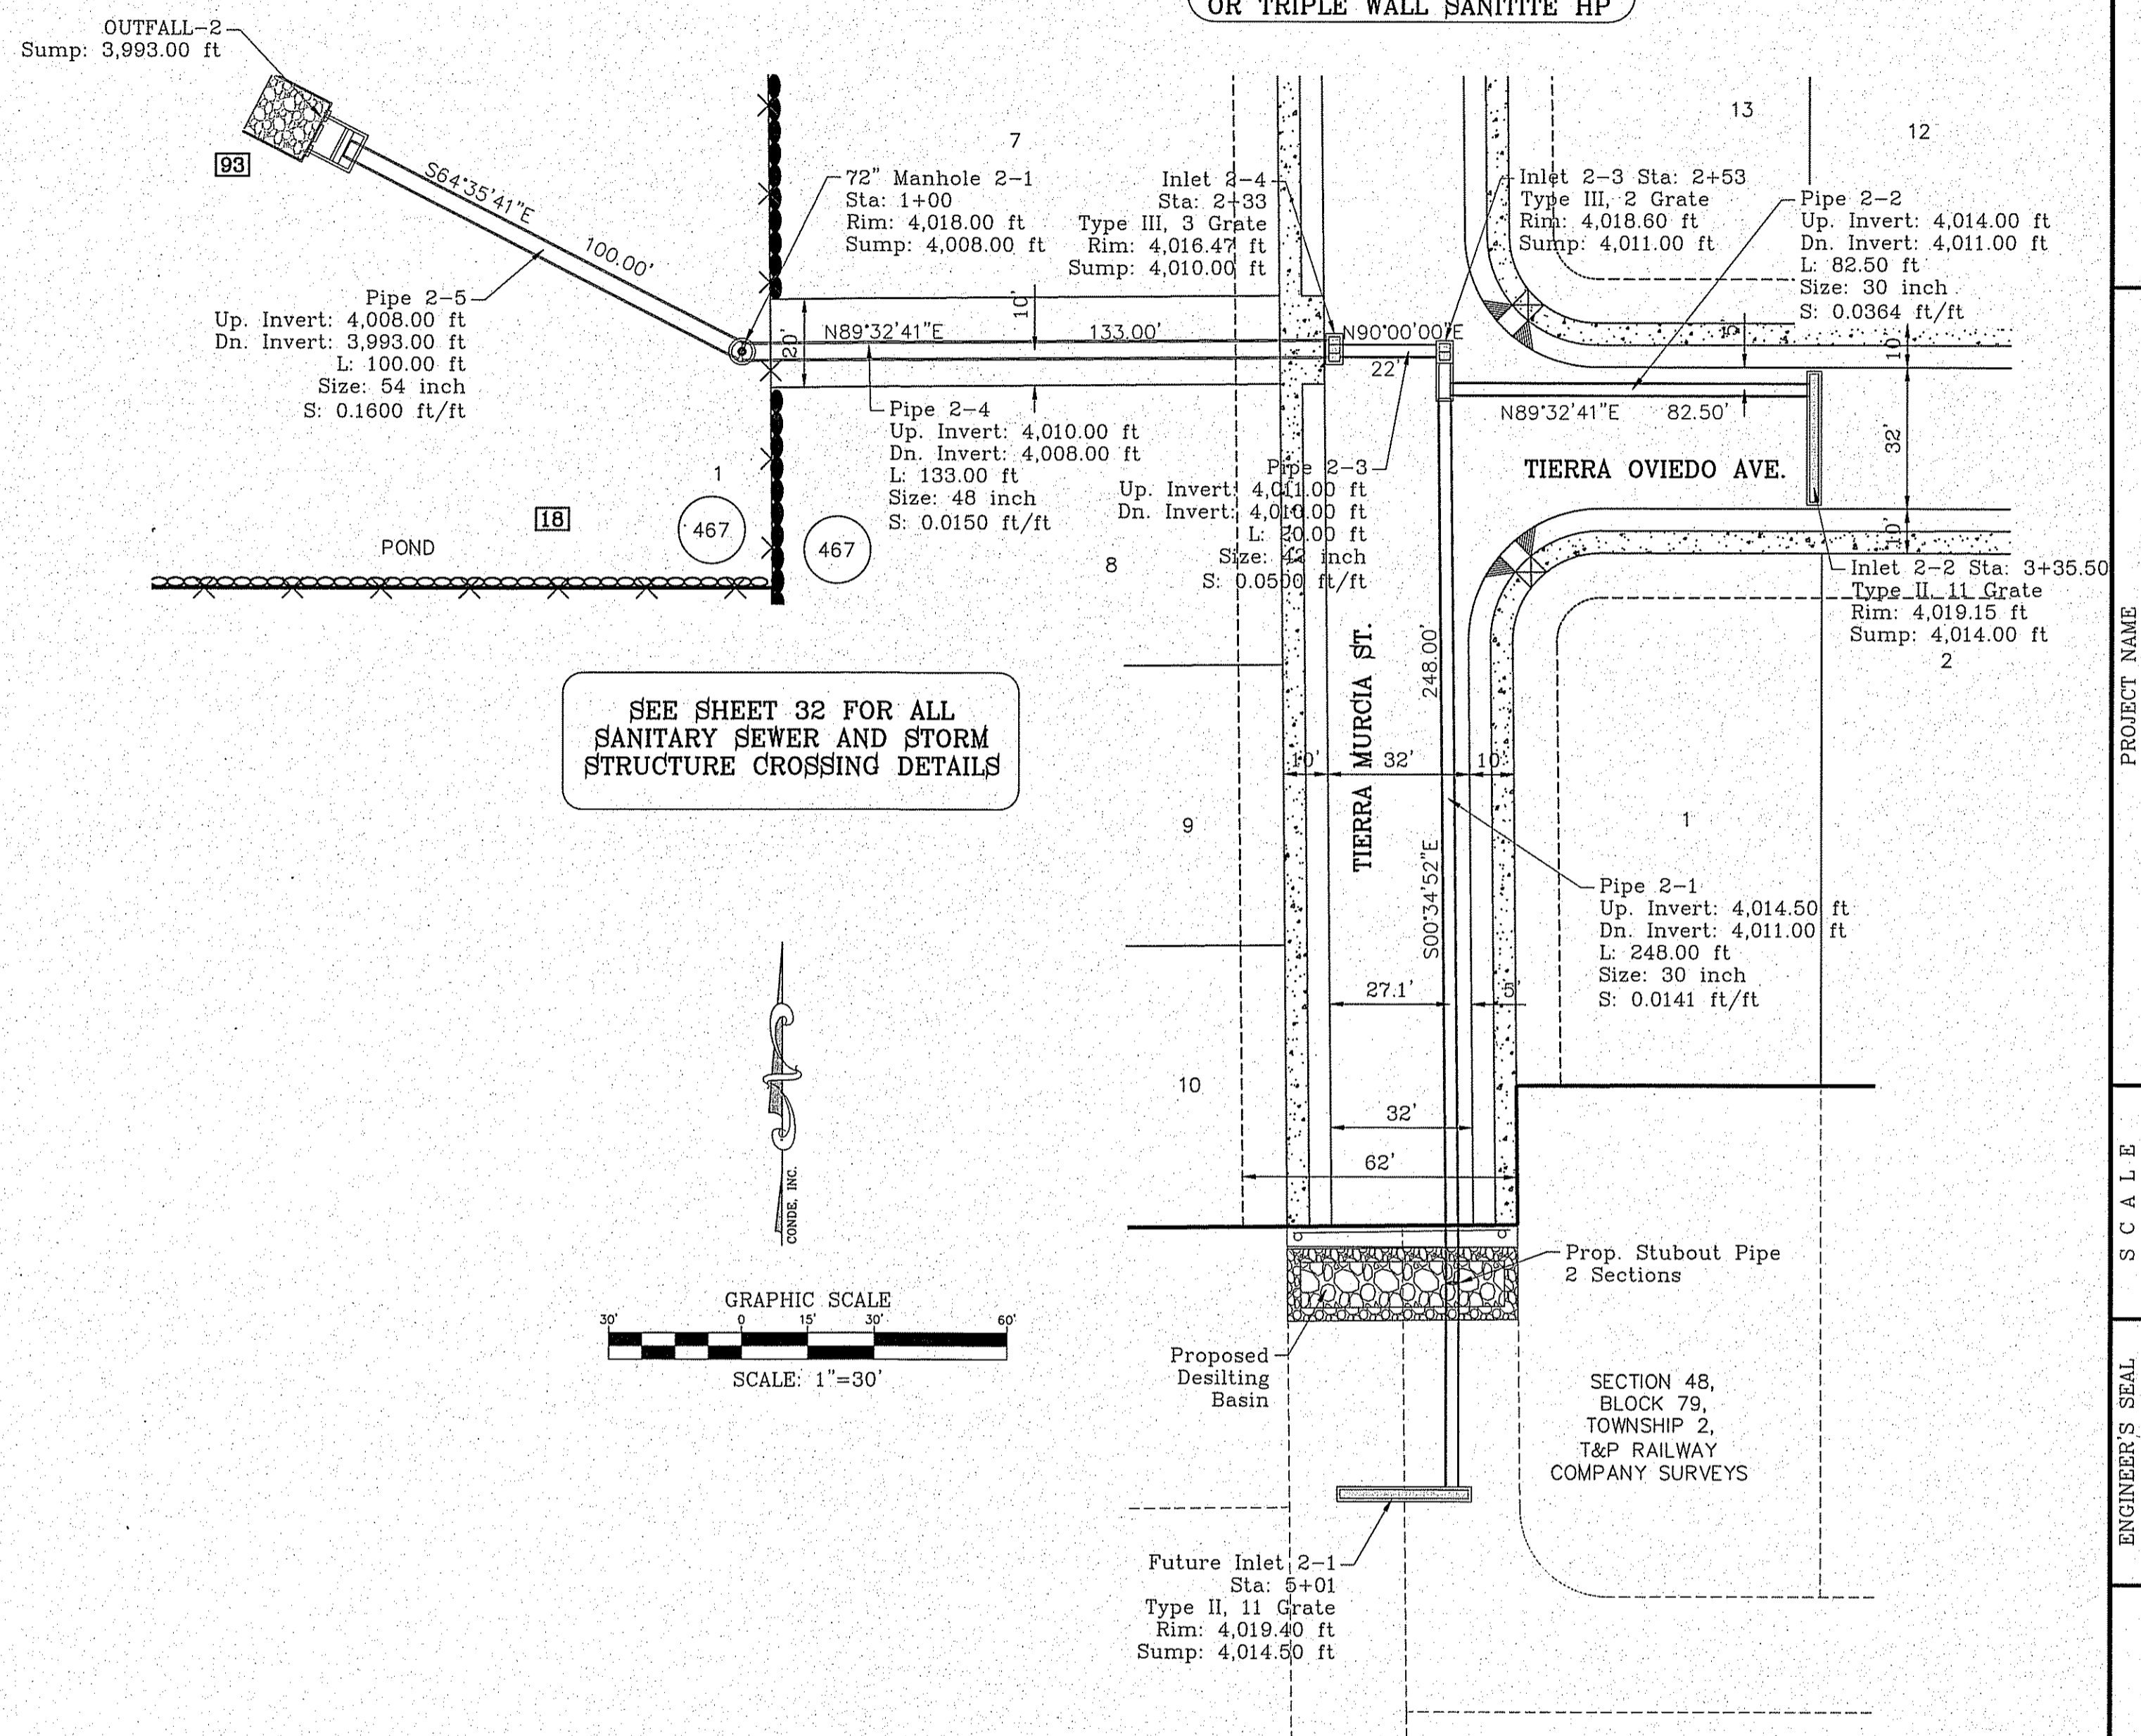 OR TRIPLE WALL SANITITE HP
OUTFALL-2
Sump: 3,993.00 ft
93
S64°35'41"E
100.00'
Pipe 2-5
Up. Invert: 4,008.00 ft
Dn. Invert: 3,993.00 ft
L: 100.00 ft
Size: 54 inch
S: 0.1600 ft/ft
7
72" Manhole 2-1
Sta: 1+00
Rim: 4,018.00 ft
Sump: 4,008.00 ft
Inlet 2-4
Sta: 2+33
Type III, 3 Grate
Rim: 4,016.47 ft
Sump: 4,010.00 ft
13
12
Inlet 2-3 Sta: 2+53
Type III, 2 Grate
Rim: 4,018.60 ft
Sump: 4,011.00 ft
Pipe 2-2
Up. Invert: 4,014.00 ft
Dn. Invert: 4,011.00 ft
L: 82.50 ft
Size: 30 inch
S: 0.0364 ft/ft
20'
N89°32'41"E
10'
133.00'
N90°00'00"E
22'
5'
10'
N89°32'41"E
82.50'
32'
10'
TIERRA OVIEDO AVE.
Pipe 2-4
Up. Invert: 4,010.00 ft
Dn. Invert: 4,008.00 ft
L: 133.00 ft
Size: 48 inch
S: 0.0150 ft/ft
Pipe 2-3
Up. Invert: 4,011.00 ft
Dn. Invert: 4,010.00 ft
L: 20.00 ft
Size: 42 inch
S: 0.0500 ft/ft
1
18
467
467
POND
8
Inlet 2-2 Sta: 3+35.50
Type II, 11 Grate
Rim: 4,019.15 ft
Sump: 4,014.00 ft
2
SEE SHEET 32 FOR ALL
SANITARY SEWER AND STORM
STRUCTURE CROSSING DETAILS
TIERRA MURCIA ST.
248.00'
10'
32'
10'
9
1
S00°34'52"E
Pipe 2-1
Up. Invert: 4,014.50 ft
Dn. Invert: 4,011.00 ft
L: 248.00 ft
Size: 30 inch
S: 0.0141 ft/ft
27.1'
5'
10
32'
62'
CONDE, INC.
Prop. Stubout Pipe
2 Sections
GRAPHIC SCALE
30'
0
15'
30'
60'
SCALE: 1"=30'
Proposed
Desilting
Basin
SECTION 48,
BLOCK 79,
TOWNSHIP 2,
T&P RAILWAY
COMPANY SURVEYS
Future Inlet 2-1
Sta: 5+01
Type II, 11 Grate
Rim: 4,019.40 ft
Sump: 4,014.50 ft
PROJECT NAME
SCALE
ENGINEER'S SEAL